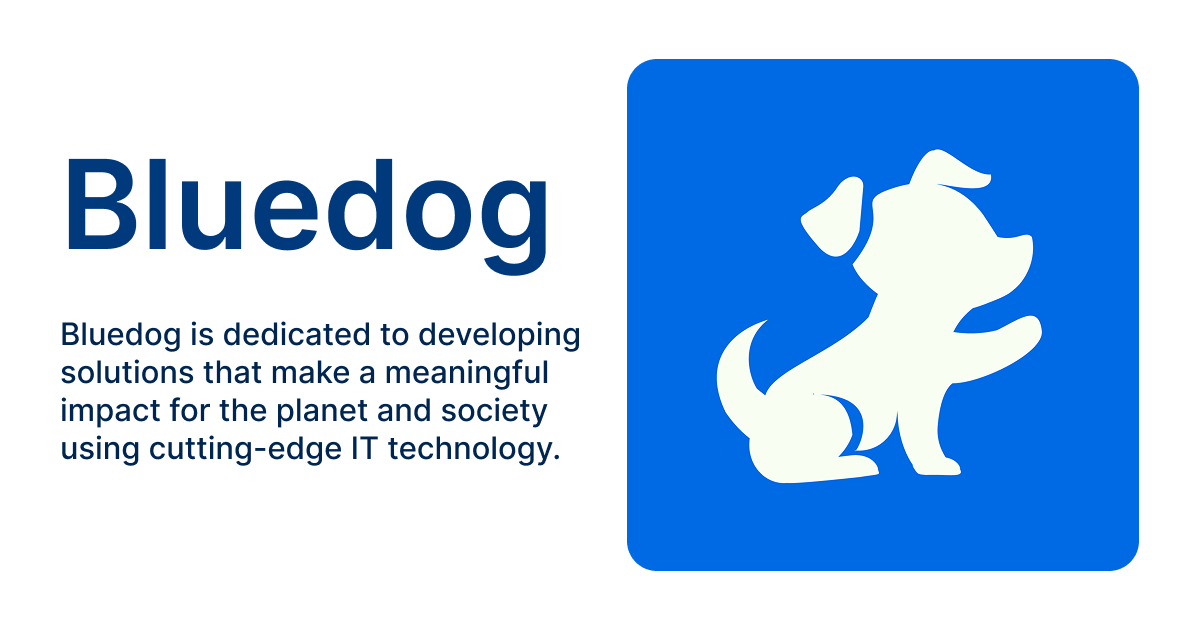 Bluedog
Bluedog is dedicated to developing
solutions that make a meaningful
impact for the planet and society
using cutting-edge IT technology.